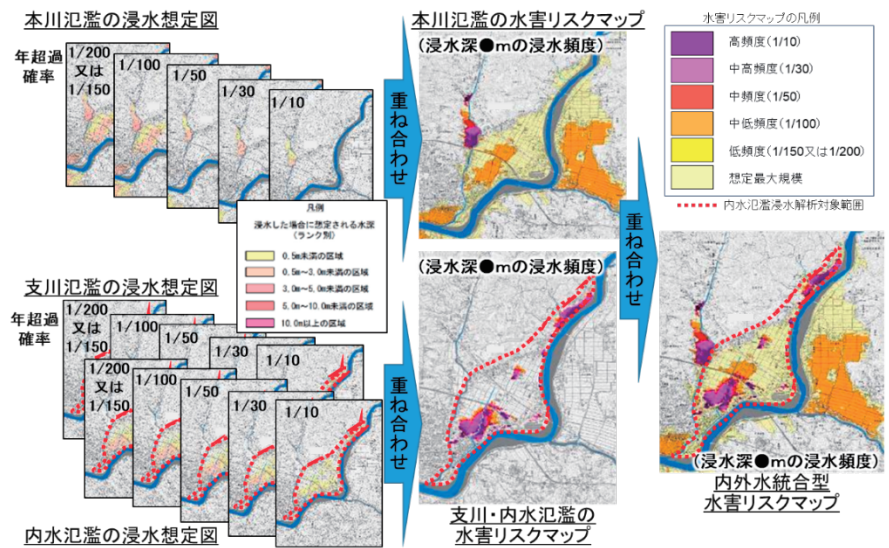 本川氾濫の浸水想定図
年超過
確率
1/200
又は
1/150
1/100
1/50
1/30
1/10
重ね合わせ
本川氾濫の水害リスクマップ
(浸水深●mの浸水頻度)
水害リスクマップの凡例
高頻度(1/10)
中高頻度(1/30)
中頻度(1/50)
中低頻度(1/100)
低頻度(1/150又は1/200)
想定最大規模
内水氾濫浸水解析対象範囲
凡例
浸水した場合に想定される水深
(ランク別)
0.5m未満の区域
0.5m～3.0m未満の区域
3.0m～5.0m未満の区域
5.0m～10.0m未満の区域
10.0m以上の区域
支川氾濫の浸水想定図
年超過
確率
1/200
又は
1/150
1/100
1/50
1/30
1/10
1/200
又は
1/150
1/100
1/50
1/30
1/10
内水氾濫の浸水想定図
重ね合わせ
(浸水深●mの浸水頻度)
支川・内水氾濫の
水害リスクマップ
重ね合わせ
(浸水深●mの浸水頻度)
内外水統合型
水害リスクマップ